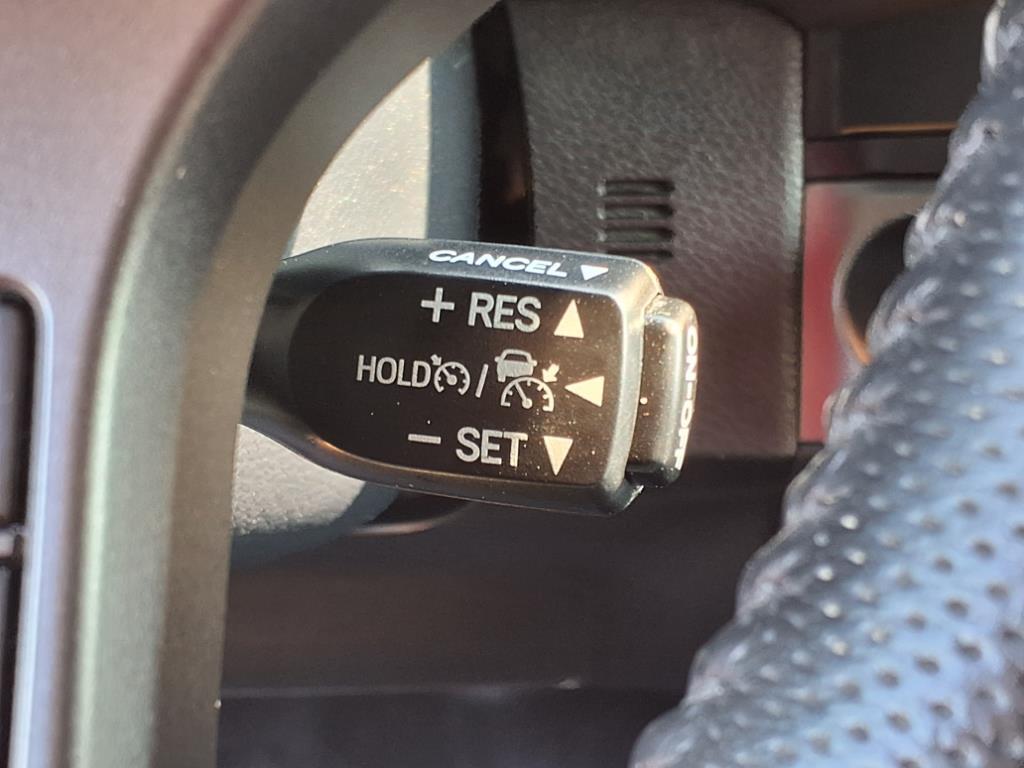 CANCEL
+ RES
HOLD /
− SET
ON-OFF